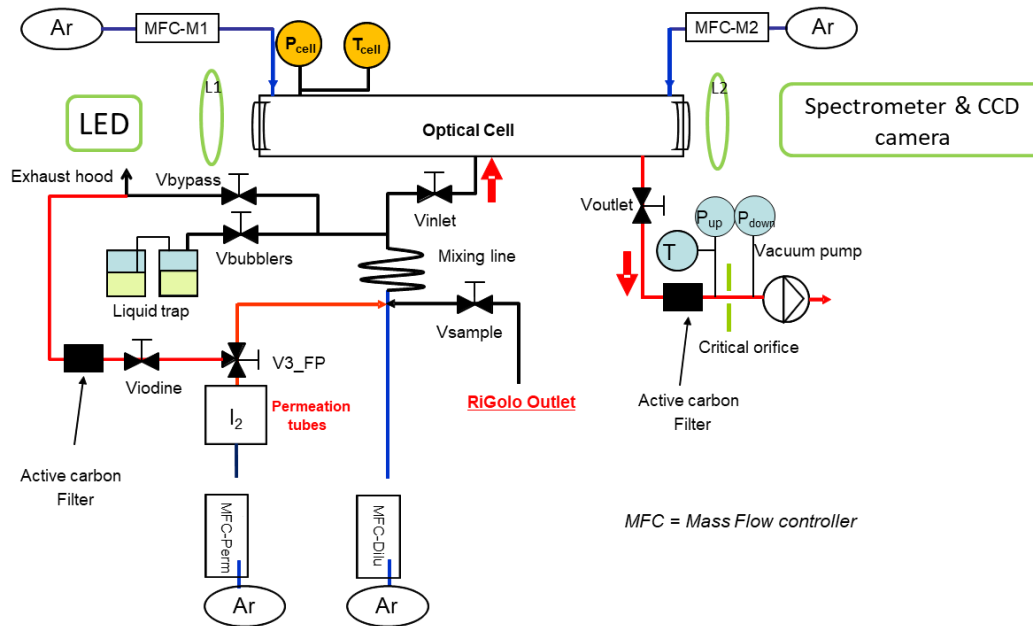 Ar
MFC-M1
Pcell
Tcell
MFC-M2
Ar
L1
L2
LED
Optical Cell
Spectrometer & CCD
camera
Exhaust hood
Vbypass
Vinlet
Voutlet
Pup
Pdown
Vbubblers
Mixing line
T
Vacuum pump
Liquid trap
Vsample
Critical orifice
Viodine
V3_FP
I2
Permeation
tubes
RiGolo Outlet
Active carbon
Filter
Active carbon
Filter
MFC-Perm
MFC-Dilu
MFC = Mass Flow controller
Ar
Ar